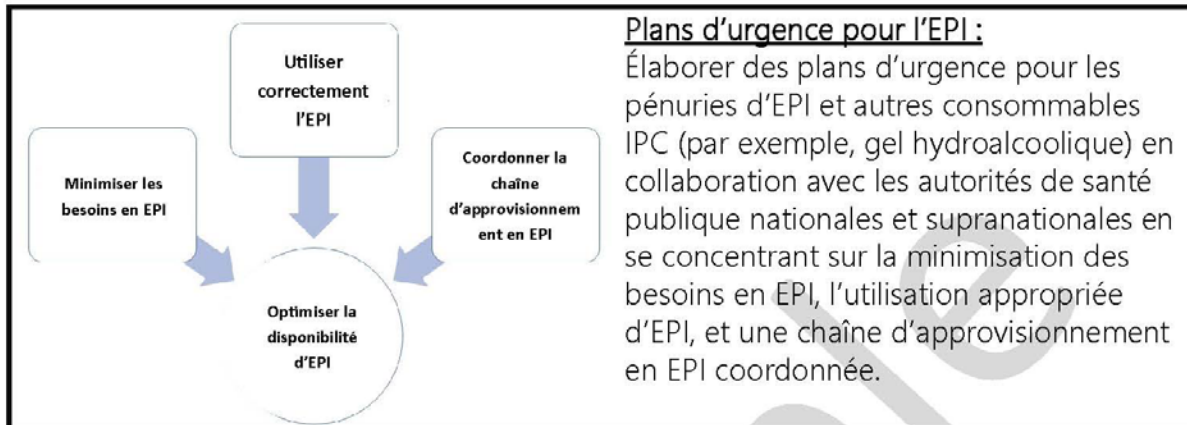 Utiliser
correctement
l'EPI
Minimiser les
besoins en EPI
Coordonner la
chaîne
d'approvisionnem
ent en EPI
Optimiser la
disponibilité
d'EPI
Plans d'urgence pour l'EPI :
Élaborer des plans d'urgence pour les
pénuries d'EPI et autres consommables
IPC (par exemple, gel hydroalcoolique) en
collaboration avec les autorités de santé
publique nationales et supranationales en
se concentrant sur la minimisation des
besoins en EPI, l'utilisation appropriée
d'EPI, et une chaîne d'approvisionnement
en EPI coordonnée.